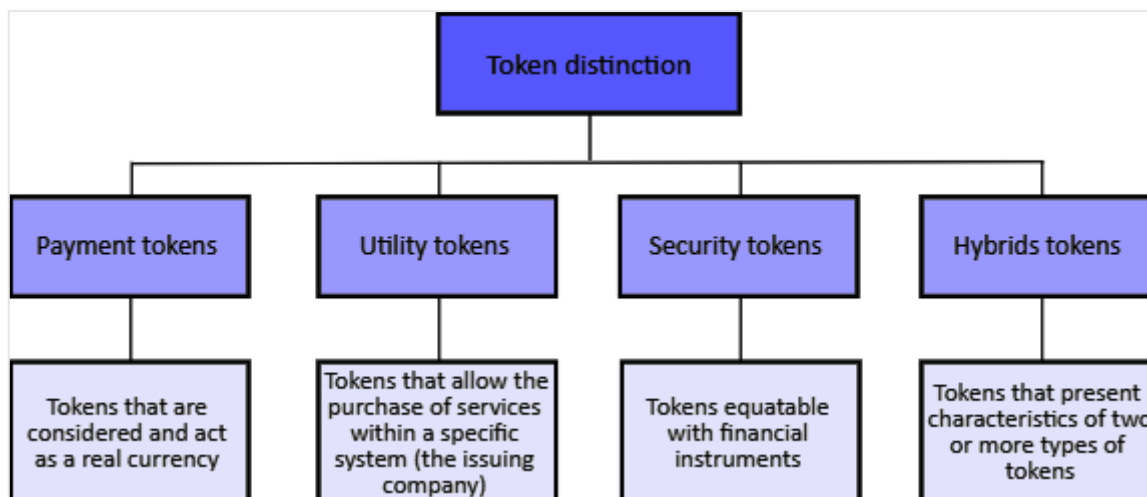 Token distinction
Payment tokens
Utility tokens
Security tokens
Hybrids tokens
Tokens that are
considered and act
as a real currency
Tokens that allow the
purchase of services
within a specific
system (the issuing
company)
Tokens equatable
with financial
instruments
Tokens that present
characteristics of two
or more types of
tokens